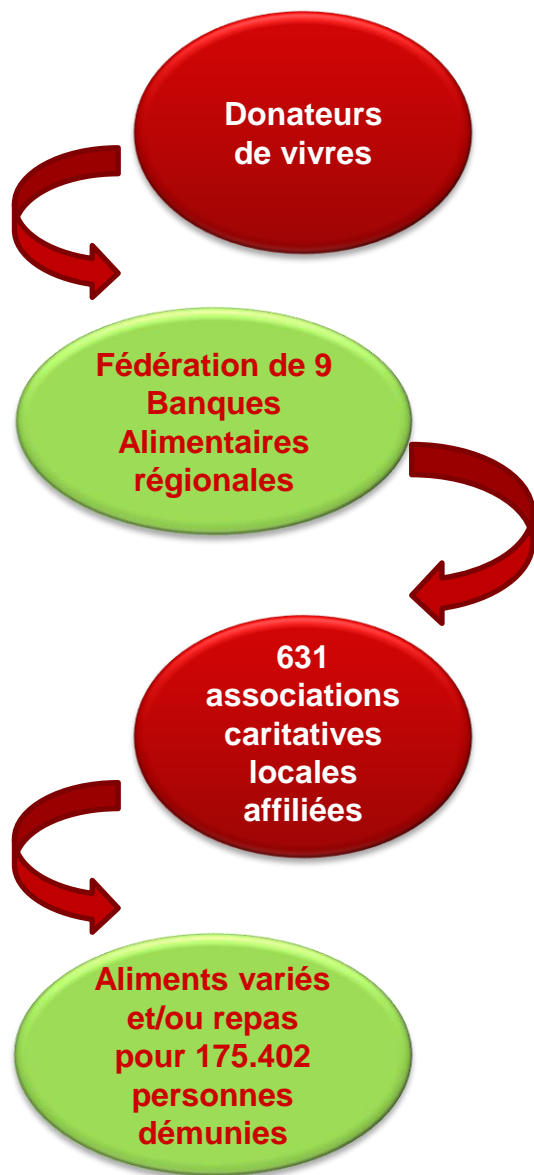 Donateurs
de vivres
Fédération de 9
Banques
Alimentaires
régionales
631
associations
caritatives
locales
affiliées
Aliments variés
et/ou repas
pour 175.402
personnes
démunies